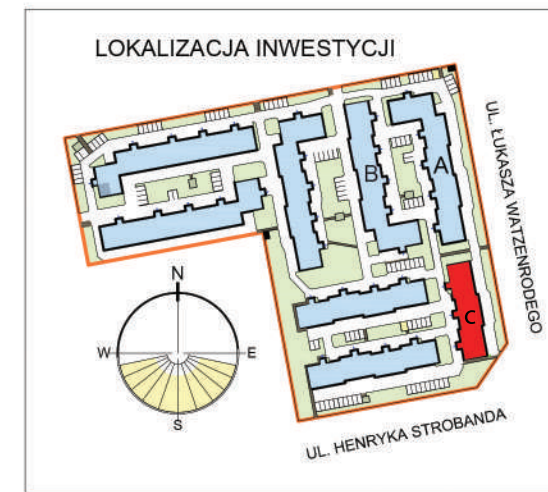 LOKALIZACJA INWESTYCJI
UL. ŁUKASZA WATZENRODEGO
B
A
C
N
W
E
S
UL. HENRYKA STROBANDA